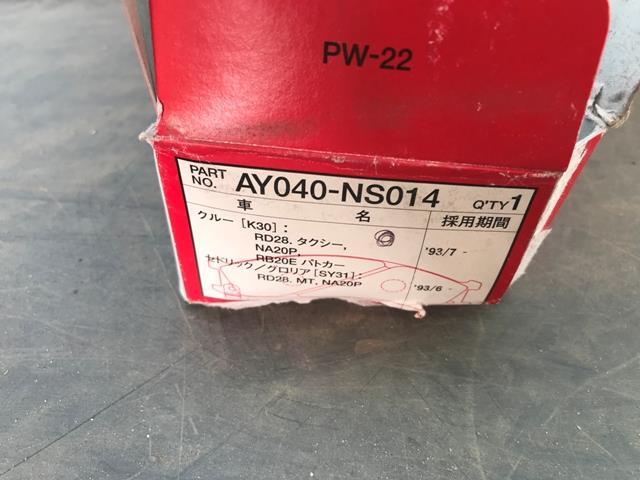 PW-22
PART NO. AY040-NS014 Q'TY 1
車 名 採用期間
クルー [K30] :
RD28. タクシー,
NA20P, '93/7 -
RB20E パトカー
セドリック/グロリア [SY31] :
RD28. MT, NA20P '93/6 -